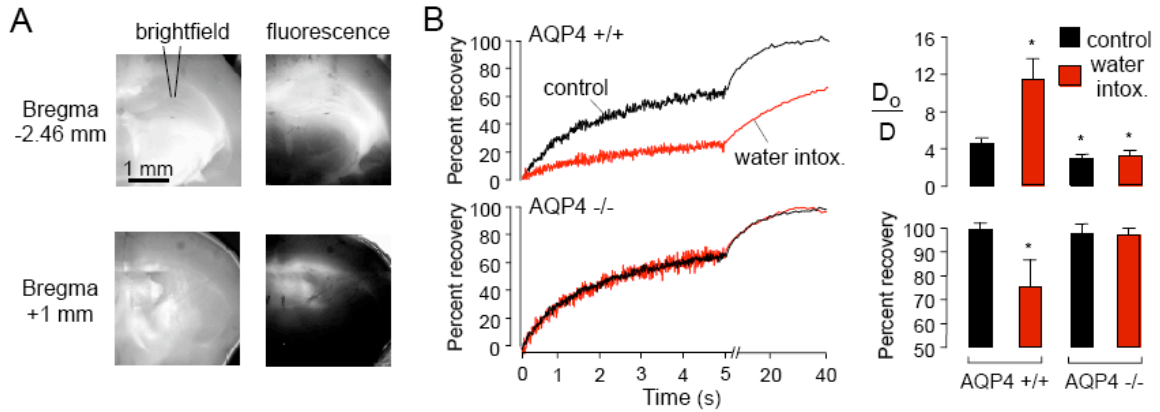 A
brightfield
fluorescence
Bregma
-2.46 mm
1 mm
Bregma
+1 mm
B
AQP4 +/+
Percent recovery
100
80
60
40
20
0
control
water intox.
AQP4 -/-
Percent recovery
100
80
60
40
20
0
0
1
2
3
4
5
20
40
Time (s)
control
water
intox.
Do
D
16
12
8
4
0
*
*
*
Percent recovery
100
90
80
70
60
50
*
AQP4 +/+
AQP4 -/-